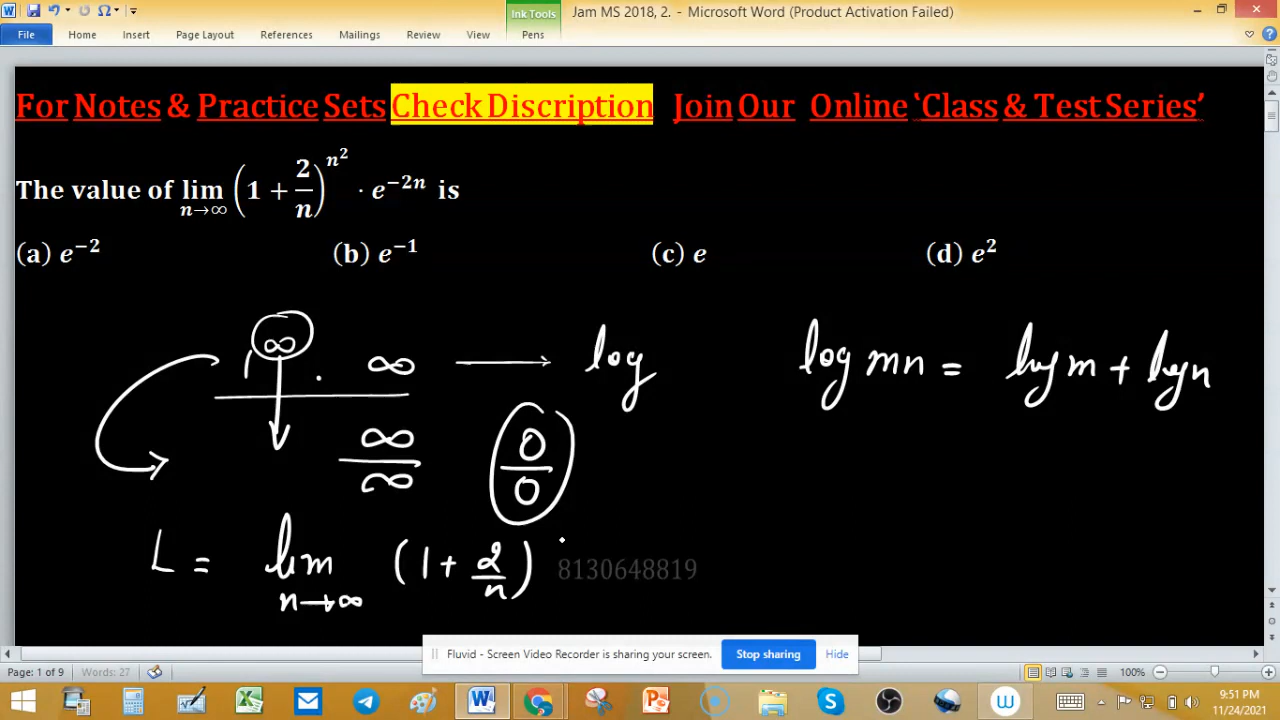 Ink Tools
Jam MS 2018, 2. - Microsoft Word (Product Activation Failed)
File Home Insert Page Layout References Mailings Review View Pens
For Notes & Practice Sets Check Discription Join Our Online 'Class & Test Series'
The value of lim n→∞ (1 + 2/n)^n² · e^−2n is
(a) e^−2 (b) e^−1 (c) e (d) e^2
1^∞ . ∞ → log log mn = log m + log n
∞/∞ 0/0
L = lim n→∞ (1 + 2/n) 8130648819
Fluvid - Screen Video Recorder is sharing your screen. Stop sharing Hide
Page: 1 of 9 Words: 27 100%
9:51 PM
11/24/2021